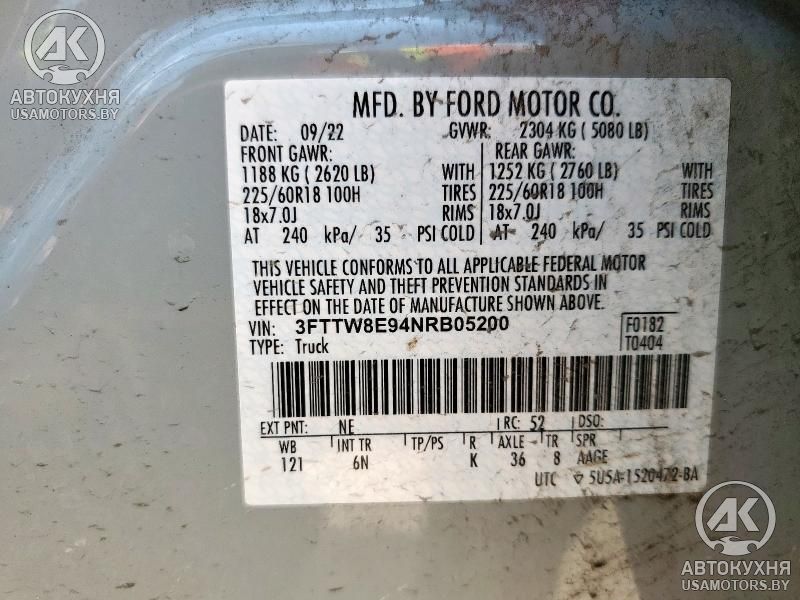 AK
АВТОКУХНЯ
USAMOTORS.BY
MFD. BY FORD MOTOR CO.
DATE: 09/22 GVWR: 2304 KG ( 5080 LB)
FRONT GAWR: REAR GAWR:
1188 KG ( 2620 LB) WITH 1252 KG ( 2760 LB) WITH
225/60R18 100H TIRES 225/60R18 100H TIRES
18x7.0J RIMS 18x7.0J RIMS
AT 240 kPa/ 35 PSI COLD AT 240 kPa/ 35 PSI COLD
THIS VEHICLE CONFORMS TO ALL APPLICABLE FEDERAL MOTOR
VEHICLE SAFETY AND THEFT PREVENTION STANDARDS IN
EFFECT ON THE DATE OF MANUFACTURE SHOWN ABOVE.
VIN: 3FTTW8E94NRB05200 F0182
TYPE: Truck T0404
EXT PNT: NE RC: 52 DSO:
WB INT TR TP/PS R AXLE TR SPR
121 6N K 36 8 AAGE
UTC ▽ 5U5A-1520472-BA
AK
АВТОКУХНЯ
USAMOTORS.BY